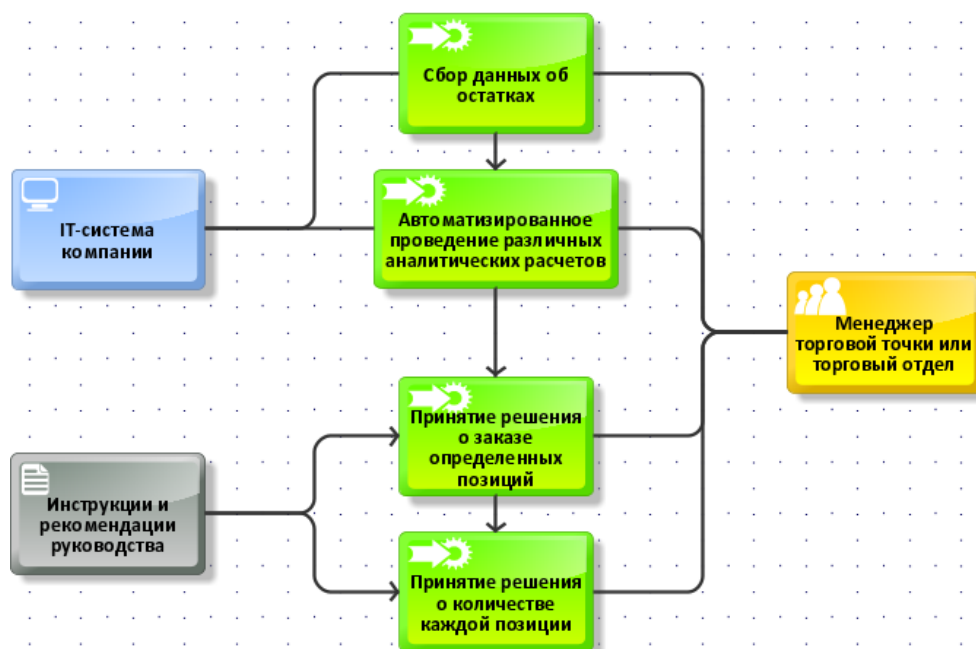 Сбор данных об
остатках
IT-система
компании
Автоматизированное
проведение различных
аналитических расчетов
Менеджер
торговой точки или
торговый отдел
Принятие решения
о заказе
определенных
позиций
Инструкции и
рекомендации
руководства
Принятие решения
о количестве
каждой позиции